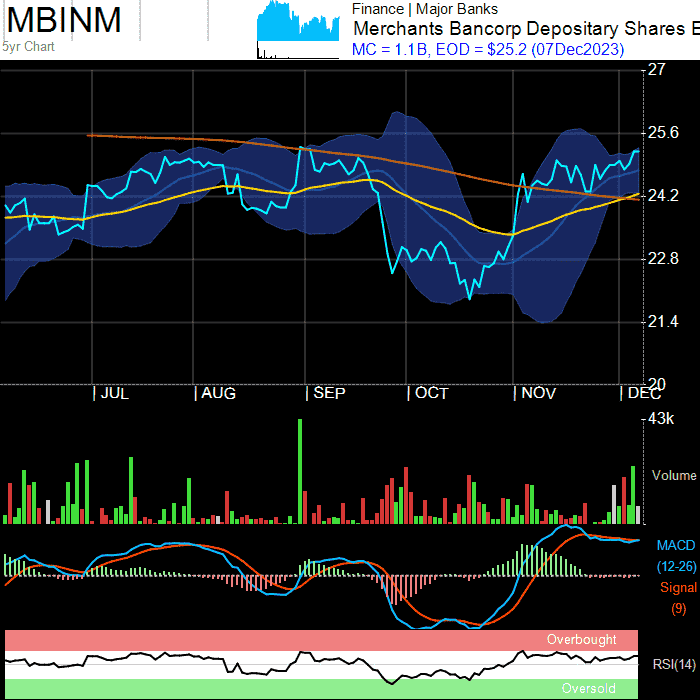 MBINM
5yr Chart
Finance | Major Banks
Merchants Bancorp Depositary Shares E
MC = 1.1B, EOD = $25.2 (07Dec2023)
27
25.6
24.2
22.8
21.4
20
JUL
AUG
SEP
OCT
NOV
DEC
43k
Volume
MACD
(12-26)
Signal
(9)
Overbought
RSI(14)
Oversold